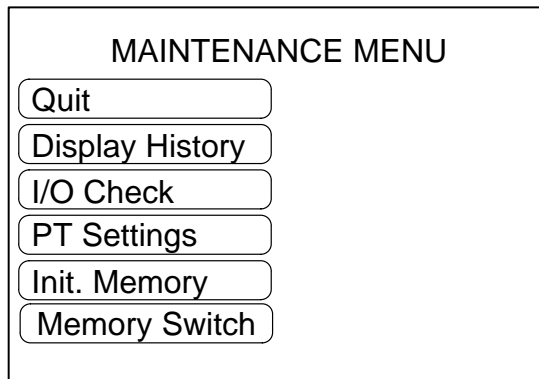 MAINTENANCE MENU
Quit
Display History
I/O Check
PT Settings
Init. Memory
Memory Switch